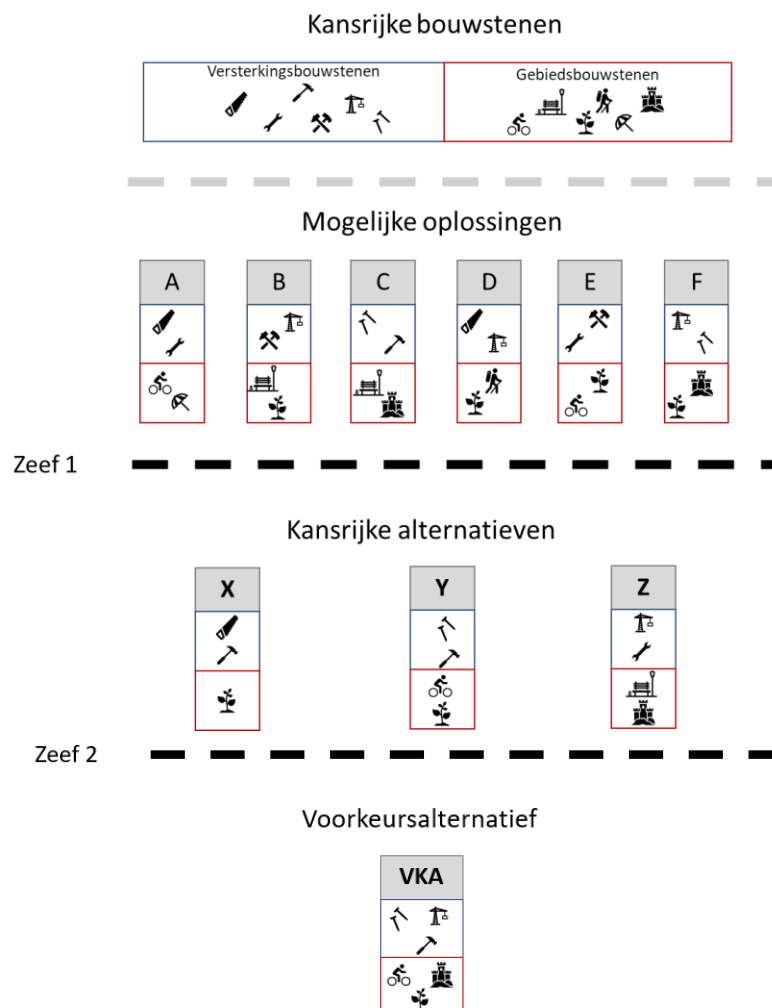 Kansrijke bouwstenen
Versterkingsbouwstenen
Gebiedsbouwstenen
Mogelijke oplossingen
A
B
C
D
E
F
Zeef 1
Kansrijke alternatieven
X
Y
Z
Zeef 2
Voorkeursalternatief
VKA